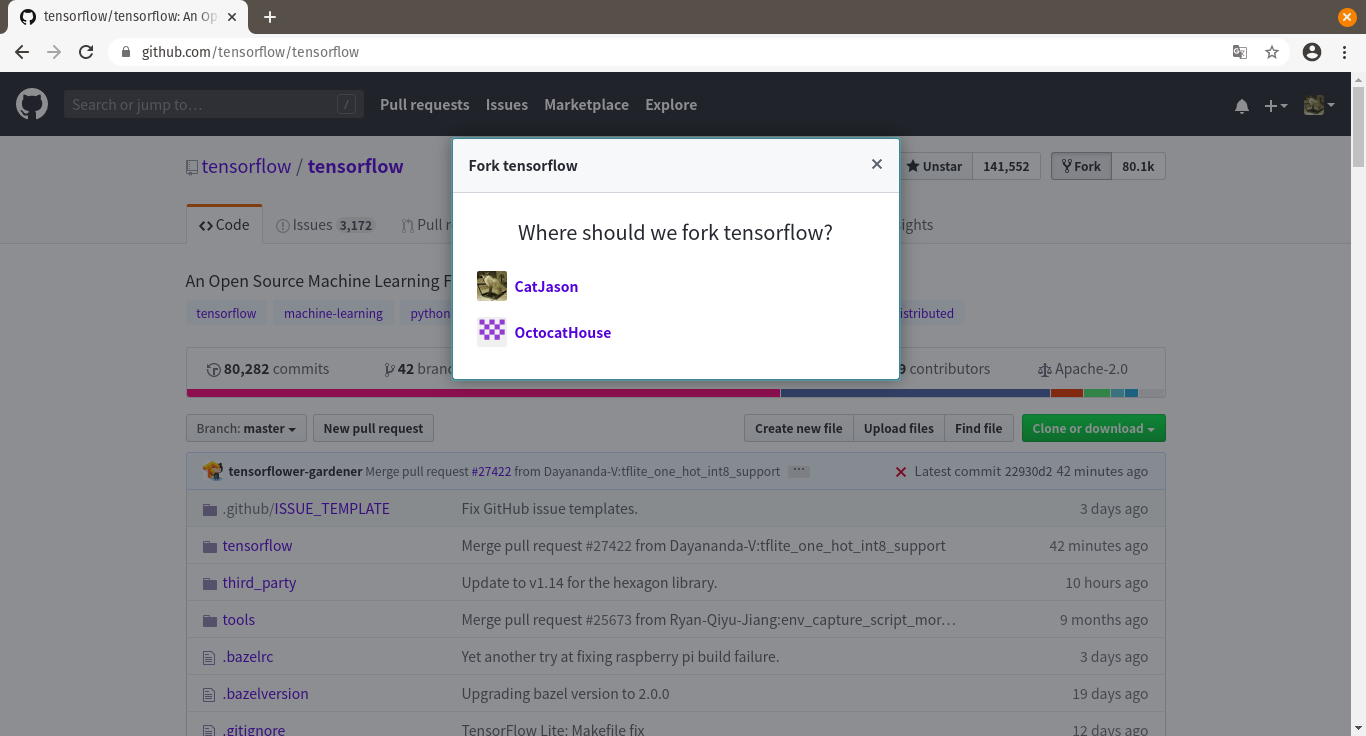 tensorflow/tensorflow: An Op
github.com/tensorflow/tensorflow
Search or jump to… / Pull requests Issues Marketplace Explore
tensorflow / tensorflow Unstar 141,552 Fork 80.1k
Fork tensorflow
Code Issues 3,172 Pull r ights
Where should we fork tensorflow?
An Open Source Machine Learning F
CatJason
tensorflow machine-learning python istributed
OctocatHouse
80,282 commits 42 branc 9 contributors Apache-2.0
Branch: master New pull request Create new file Upload files Find file Clone or download
tensorflower-gardener Merge pull request #27422 from Dayananda-V:tflite_one_hot_int8_support ... Latest commit 22930d2 42 minutes ago
.github/ISSUE_TEMPLATE Fix GitHub issue templates. 3 days ago
tensorflow Merge pull request #27422 from Dayananda-V:tflite_one_hot_int8_support 42 minutes ago
third_party Update to v1.14 for the hexagon library. 10 hours ago
tools Merge pull request #25673 from Ryan-Qiyu-Jiang:env_capture_script_mor… 9 months ago
.bazelrc Yet another try at fixing raspberry pi build failure. 3 days ago
.bazelversion Upgrading bazel version to 2.0.0 19 days ago
.gitignore TensorFlow Lite: Makefile fix 12 days ago